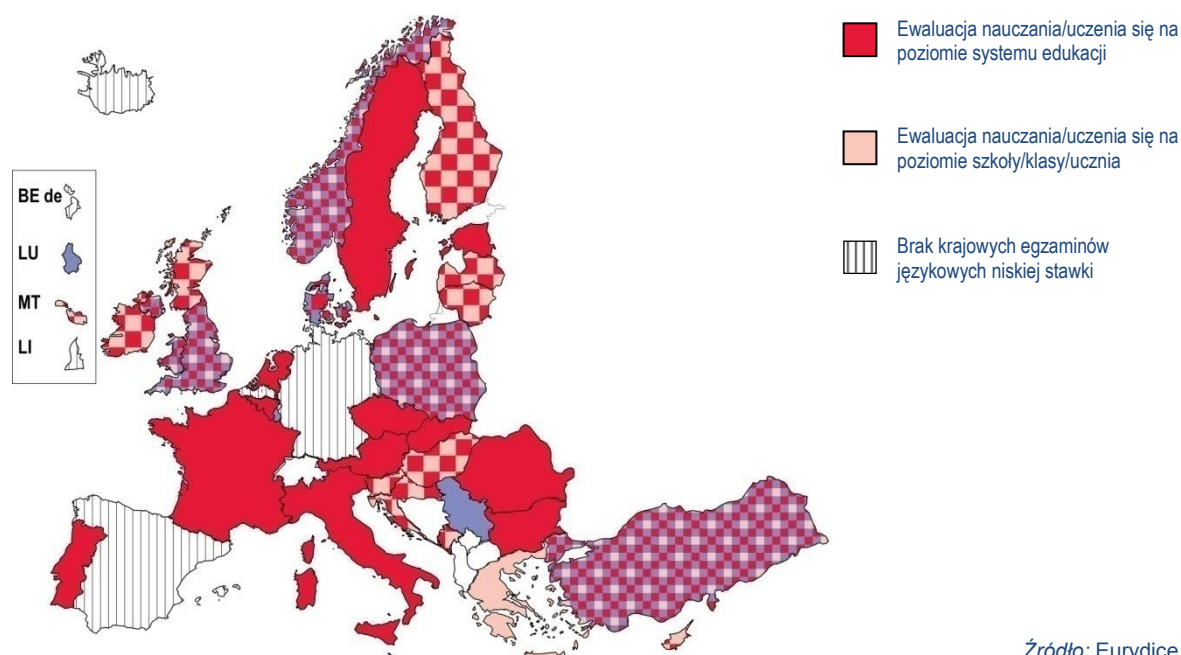 Ewaluacja nauczania/uczenia się na
poziomie systemu edukacji
Ewaluacja nauczania/uczenia się na
poziomie szkoły/klasy/ucznia
Brak krajowych egzaminów
językowych niskiej stawki
BE de
LU
MT
LI
Źródło: Eurydice